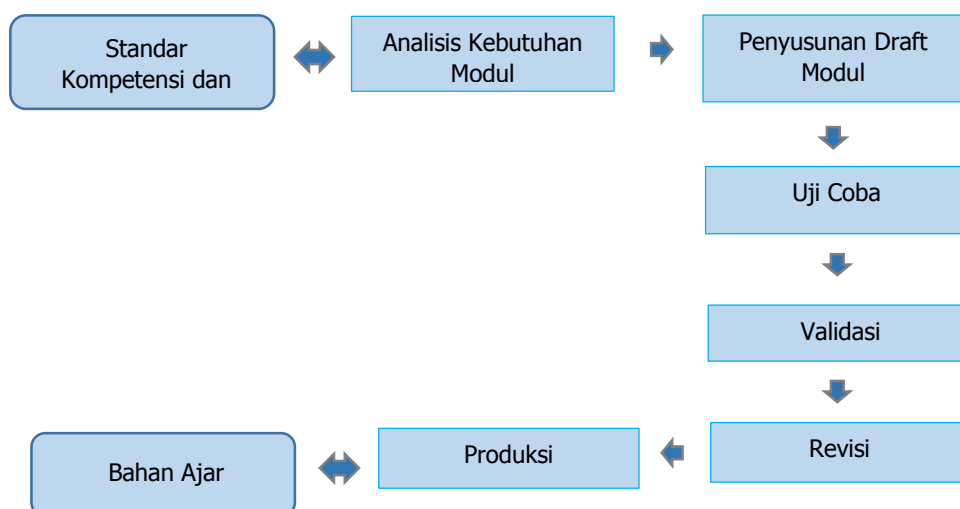 Standar
Kompetensi dan
Analisis Kebutuhan
Modul
Penyusunan Draft
Modul
Uji Coba
Validasi
Revisi
Produksi
Bahan Ajar